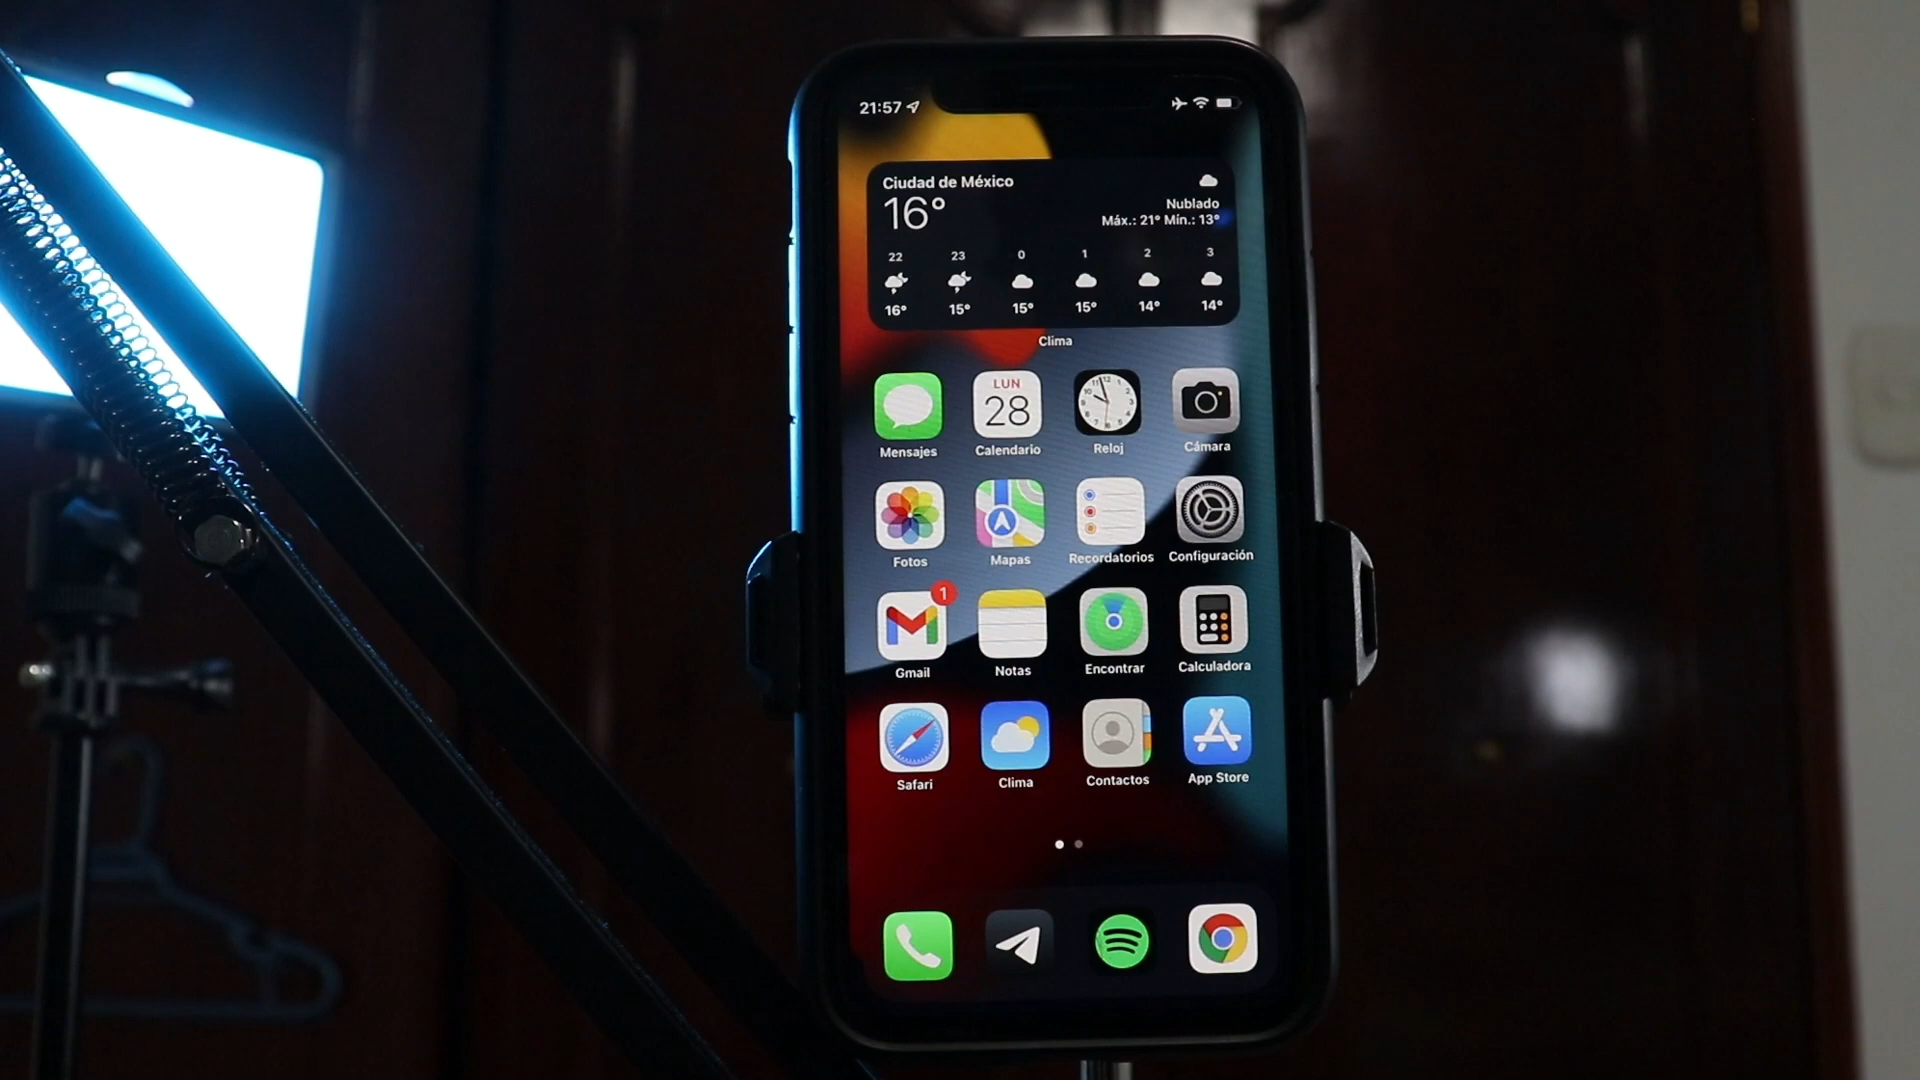 21:57
Ciudad de México
16°
Nublado
Máx.: 21° Mín.: 13°
22 23 0 1 2 3
16° 15° 15° 15° 14° 14°
Clima
LUN
28
Mensajes Calendario Reloj Cámara
Fotos Mapas Recordatorios Configuración
1
Gmail Notas Encontrar Calculadora
Safari Clima Contactos App Store